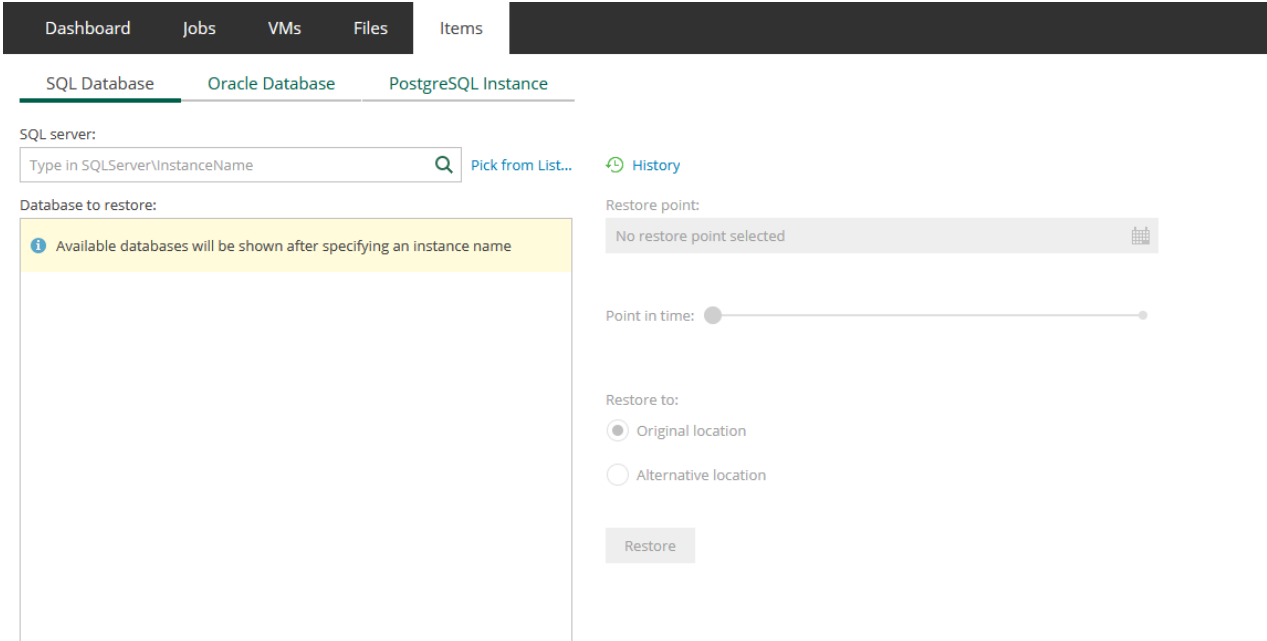 Dashboard Jobs VMs Files Items
SQL Database Oracle Database PostgreSQL Instance
SQL server:
Type in SQLServer\InstanceName Pick from List... History
Database to restore: Restore point:
Available databases will be shown after specifying an instance name No restore point selected
Point in time:
Restore to:
Original location
Alternative location
Restore